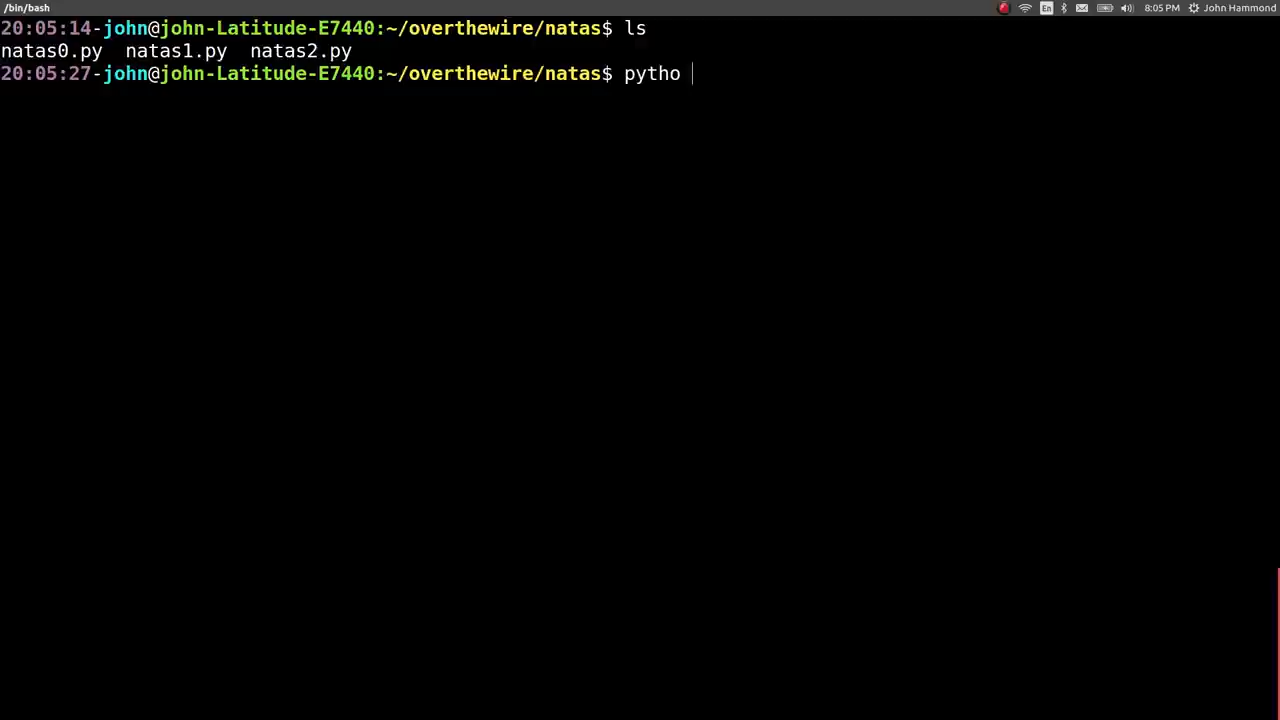 /bin/bash
En
8:05 PM
John Hammond
20:05:14-john@john-Latitude-E7440:~/overthewire/natas$ ls
natas0.py  natas1.py  natas2.py
20:05:27-john@john-Latitude-E7440:~/overthewire/natas$ pytho